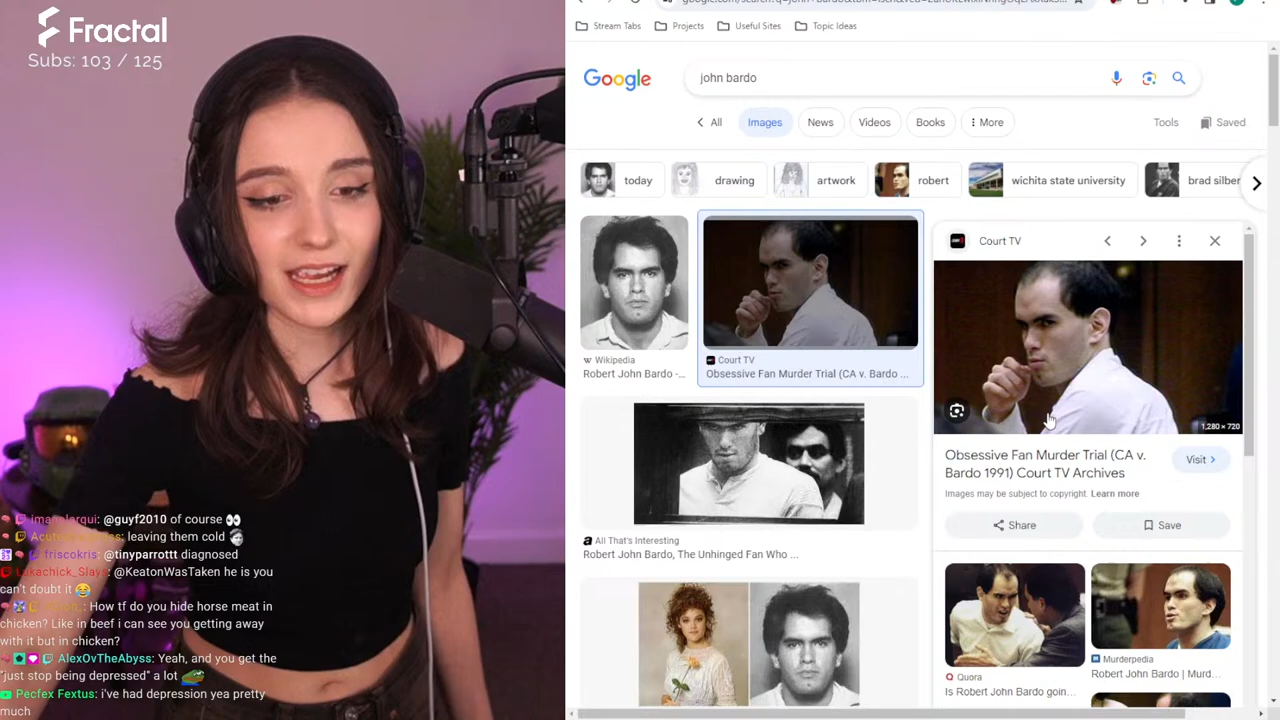 Fractal
Subs: 103 / 125
Stream Tabs
Projects
Useful Sites
Topic Ideas
Google
john bardo
All
Images
News
Videos
Books
More
Tools
Saved
today
drawing
artwork
robert
wichita state university
brad silber
Wikipedia
Robert John Bardo -...
Court TV
Obsessive Fan Murder Trial (CA v. Bardo ...
All That's Interesting
Robert John Bardo, The Unhinged Fan Who ...
Court TV
1,280 × 720
Obsessive Fan Murder Trial (CA v.
Bardo 1991) Court TV Archives
Visit
Images may be subject to copyright. Learn more
Share
Save
Quora
Is Robert John Bardo goin...
Murderpedia
Robert John Bardo | Murd...
@guyf2010 of course
leaving them cold
friscokris: @tinyparrottt diagnosed
@KeatonWasTaken he is you
can't doubt it
How tf do you hide horse meat in
chicken? Like in beef i can see you getting away
with it but in chicken?
AlexOvTheAbyss: Yeah, and you get the
"just stop being depressed" a lot
Pecfex Fextus: i've had depression yea pretty
much